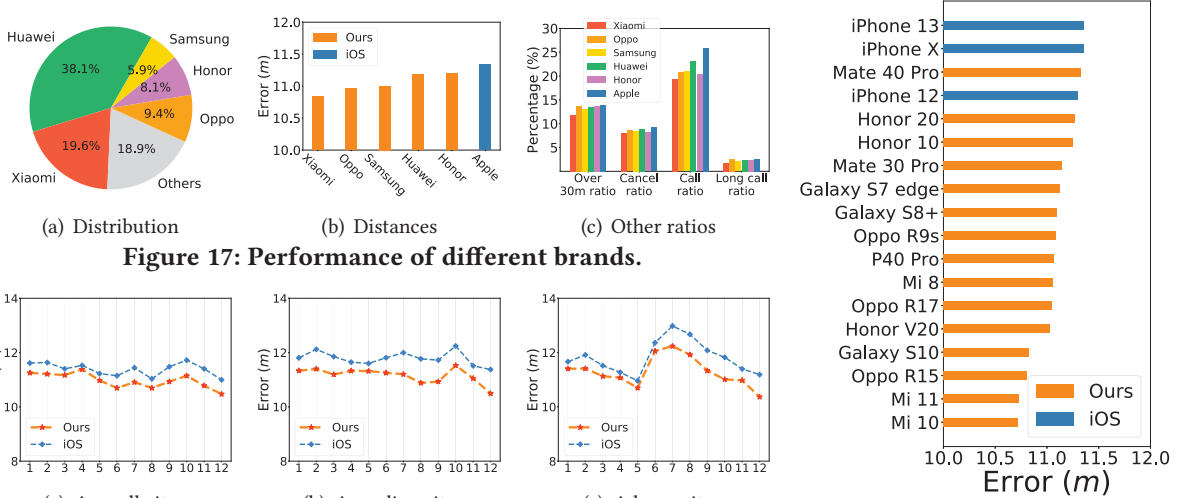 Huawei
Samsung
Honor
Oppo
Others
Xiaomi
38.1%
5.9%
8.1%
9.4%
18.9%
19.6%
(a) Distribution
Error (m)
12.0
11.5
11.0
10.5
10.0
Ours
iOS
Xiaomi
Oppo
Samsung
Huawei
Honor
Apple
(b) Distances
Percentage (%)
30
25
20
15
10
5
Xiaomi
Oppo
Samsung
Huawei
Honor
Apple
Over
30m ratio
Cancel
ratio
Call
ratio
Long call
ratio
(c) Other ratios
Figure 17: Performance of different brands.
14
12
10
8
Ours
iOS
1 2 3 4 5 6 7 8 9 10 11 12
Error (m)
14
12
10
8
Ours
iOS
1 2 3 4 5 6 7 8 9 10 11 12
Error (m)
14
12
10
8
Ours
iOS
1 2 3 4 5 6 7 8 9 10 11 12
iPhone 13
iPhone X
Mate 40 Pro
iPhone 12
Honor 20
Honor 10
Mate 30 Pro
Galaxy S7 edge
Galaxy S8+
Oppo R9s
P40 Pro
Mi 8
Oppo R17
Honor V20
Galaxy S10
Oppo R15
Mi 11
Mi 10
Ours
iOS
10.0 10.5 11.0 11.5 12.0
Error (m)